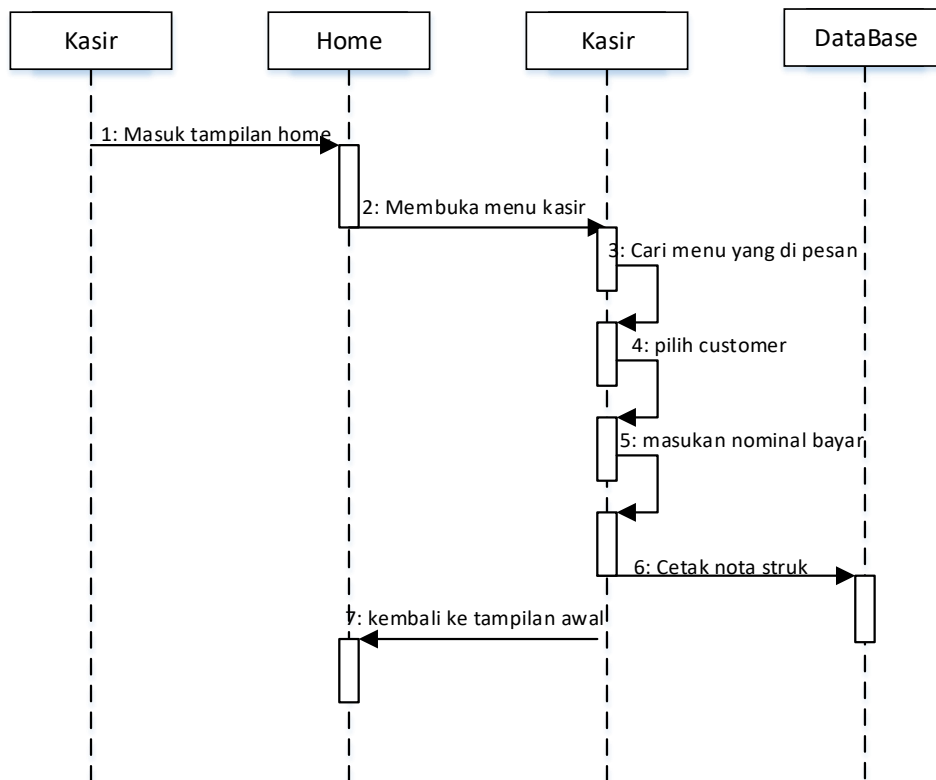 Kasir
Home
Kasir
DataBase
1: Masuk tampilan home
2: Membuka menu kasir
3: Cari menu yang di pesan
4: pilih customer
5: masukan nominal bayar
6: Cetak nota struk
7: kembali ke tampilan awal